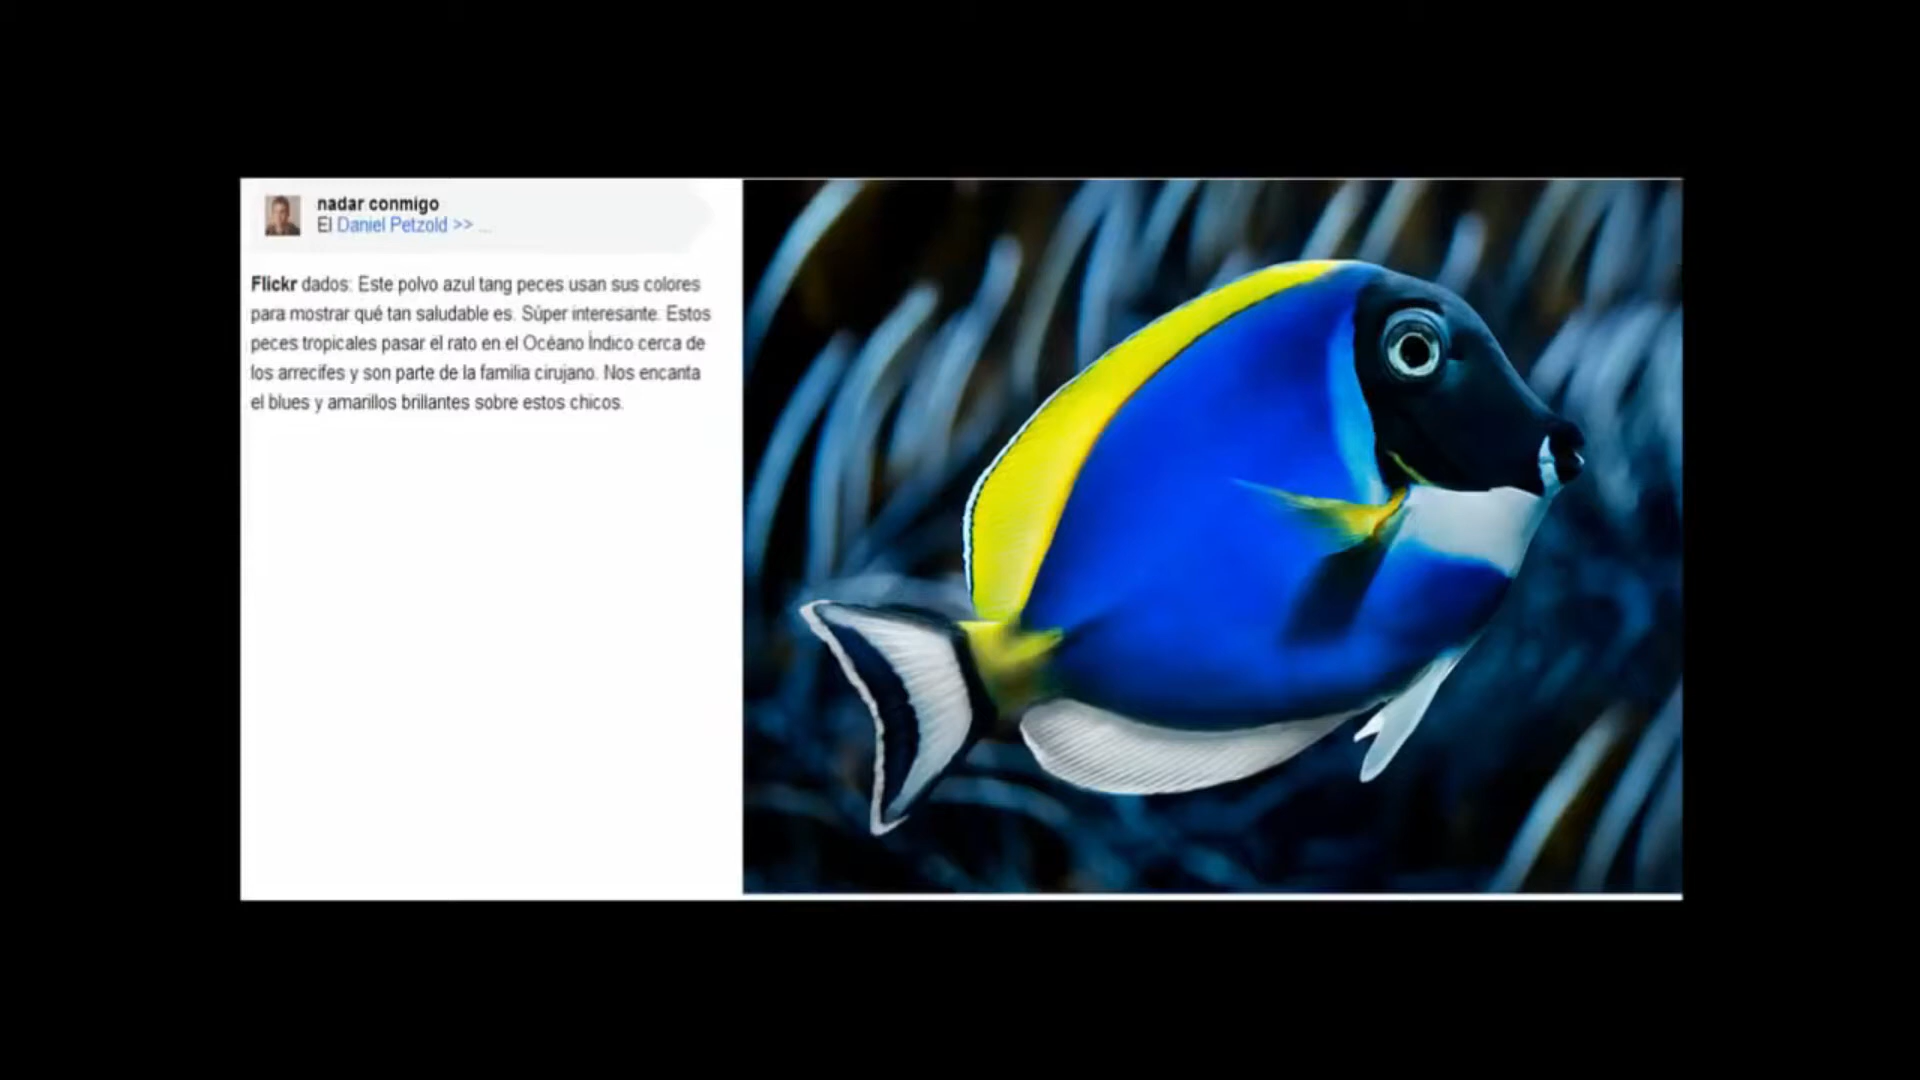 nadar conmigo
El Daniel Petzold >> ...
Flickr dados: Este polvo azul tang peces usan sus colores
para mostrar qué tan saludable es. Súper interesante. Estos
peces tropicales pasar el rato en el Océano Índico cerca de
los arrecifes y son parte de la familia cirujano. Nos encanta
el blues y amarillos brillantes sobre estos chicos.